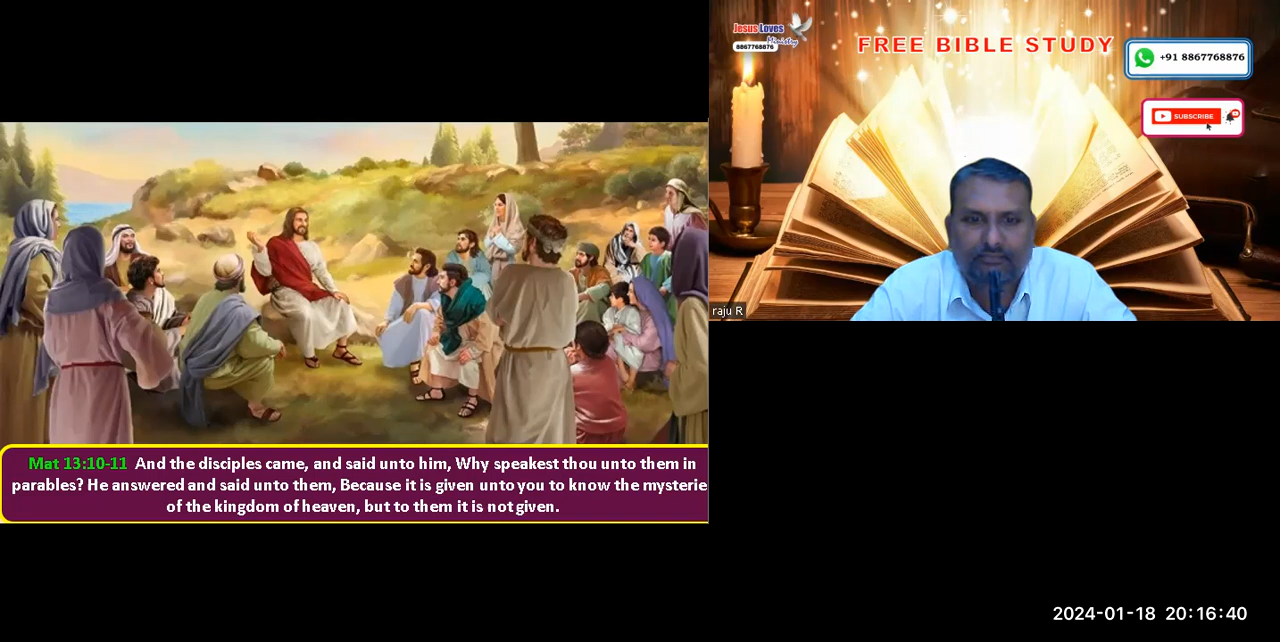 Mat 13:10-11 And the disciples came, and said unto him, Why speakest thou unto them in
parables? He answered and said unto them, Because it is given unto you to know the mysterie
of the kingdom of heaven, but to them it is not given.
Jesus Loves
Ministry
8867768876
FREE BIBLE STUDY
+91 8867768876
SUBSCRIBE
raju R
2024-01-18 20:16:40